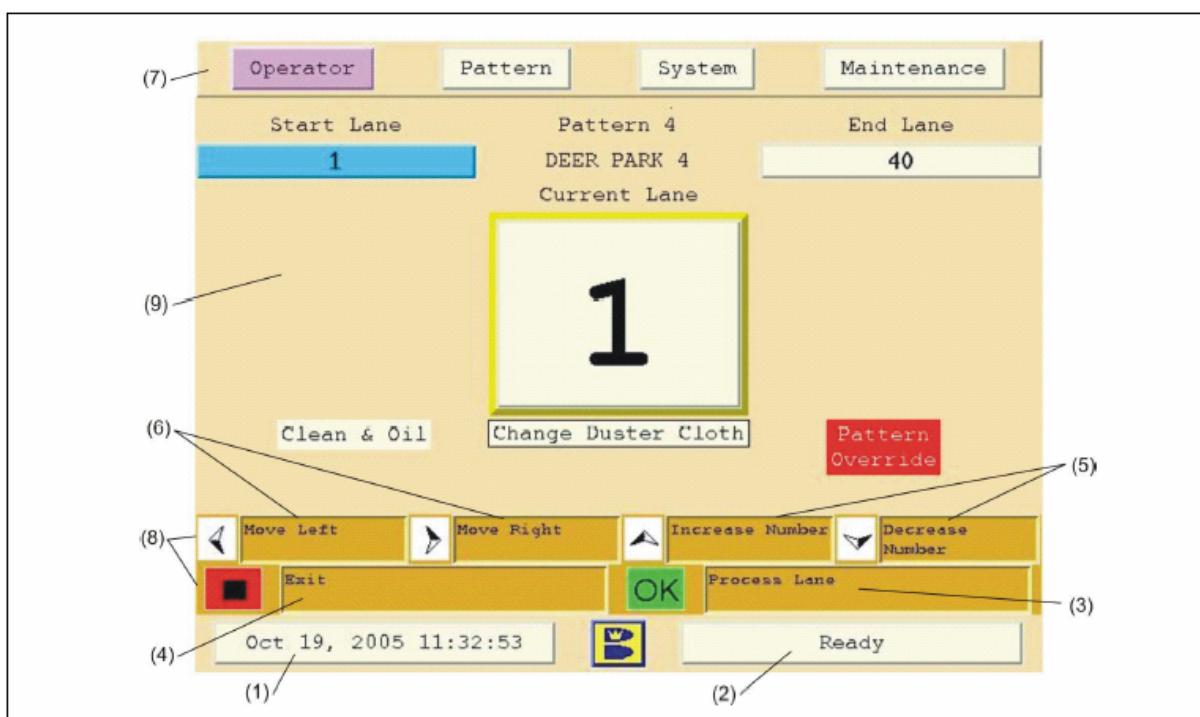 (7) Operator Pattern System Maintenance
Start Lane Pattern 4 End Lane
1 DEER PARK 4 40
Current Lane
1
(9)
(6) Clean & Oil Change Duster Cloth Pattern
Override
(5)
(8) Move Left Move Right Increase Number Decrease
Number
Exit OK Process Lane
(3)
(4) Oct 19, 2005 11:32:53 Ready
(1) (2)